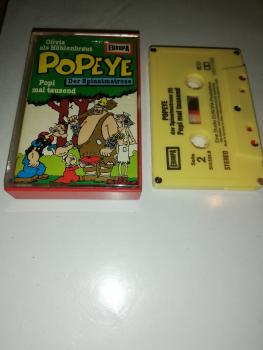 Olivia
als Höhlenbraut
EUROPA
POPEYE
Der Spinatmatrose
Popi
mal tausend
POPEYE
der Spinatmatrose
Popi mal tausend
EUROPA
Seite
2
STEREO